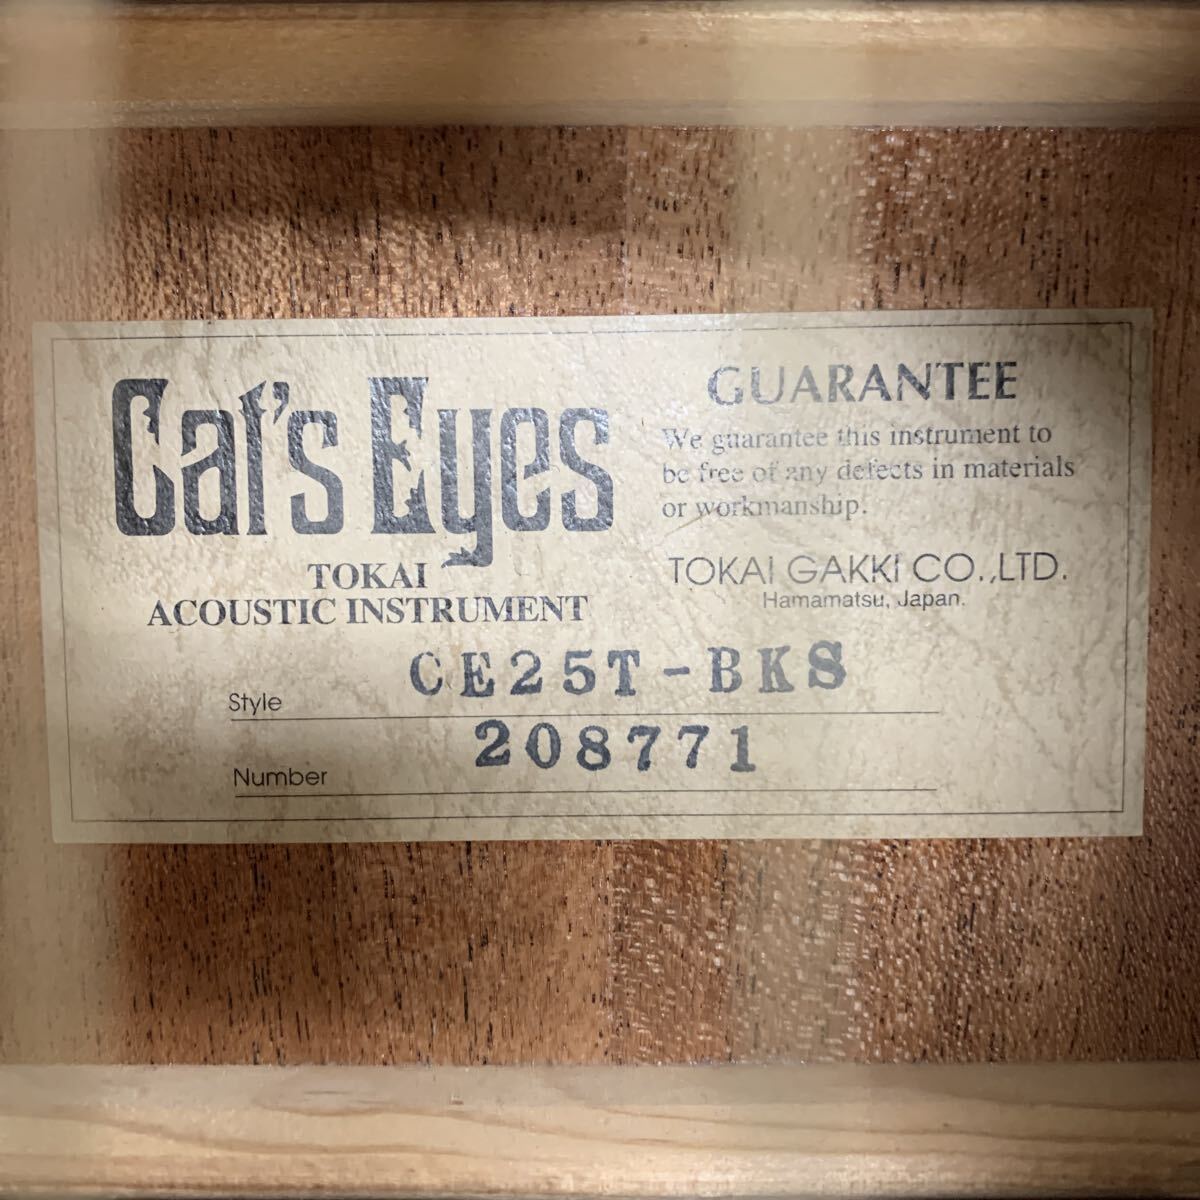 Cat's Eyes
TOKAI
ACOUSTIC INSTRUMENT
GUARANTEE
We guarantee this instrument to
be free of any defects in materials
or workmanship.
TOKAI GAKKI CO.,LTD.
Hamamatsu, Japan.
Style CE25T-BKS
Number 208771